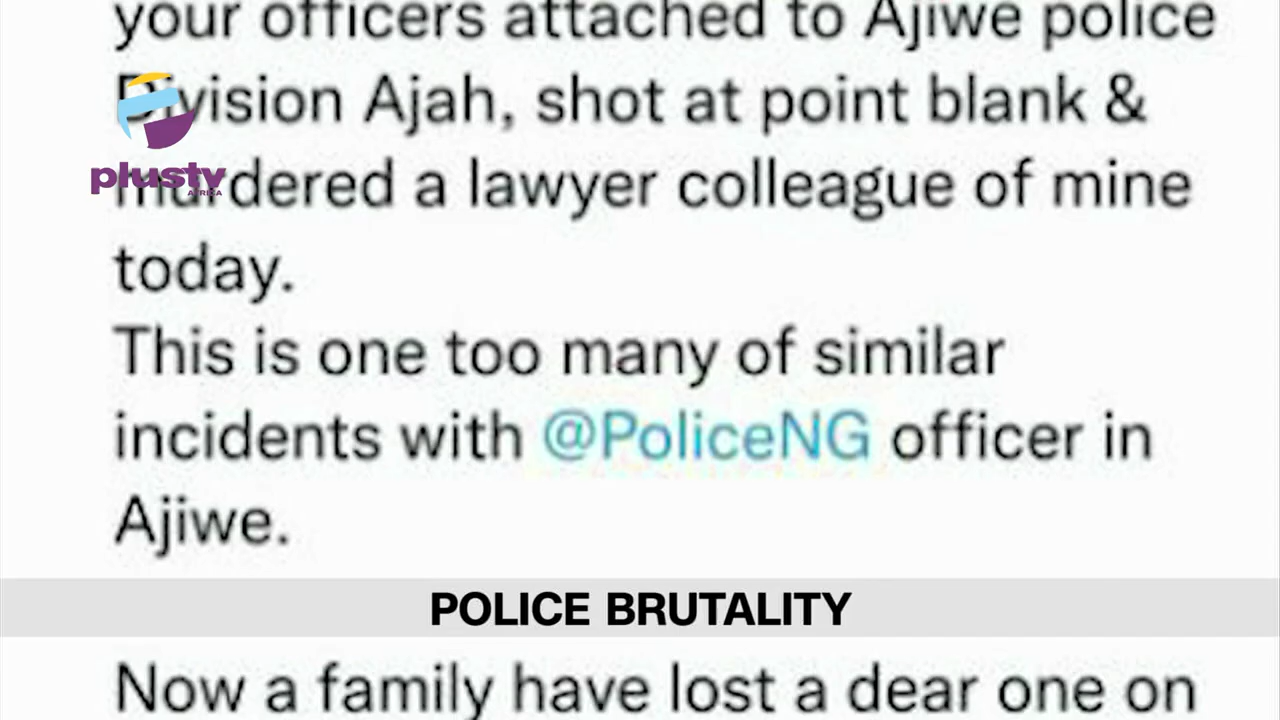 your officers attached to Ajiwe police
Division Ajah, shot at point blank &
murdered a lawyer colleague of mine
today.
This is one too many of similar
incidents with @PoliceNG officer in
Ajiwe.
POLICE BRUTALITY
Now a family have lost a dear one on
plustv
AFRICA